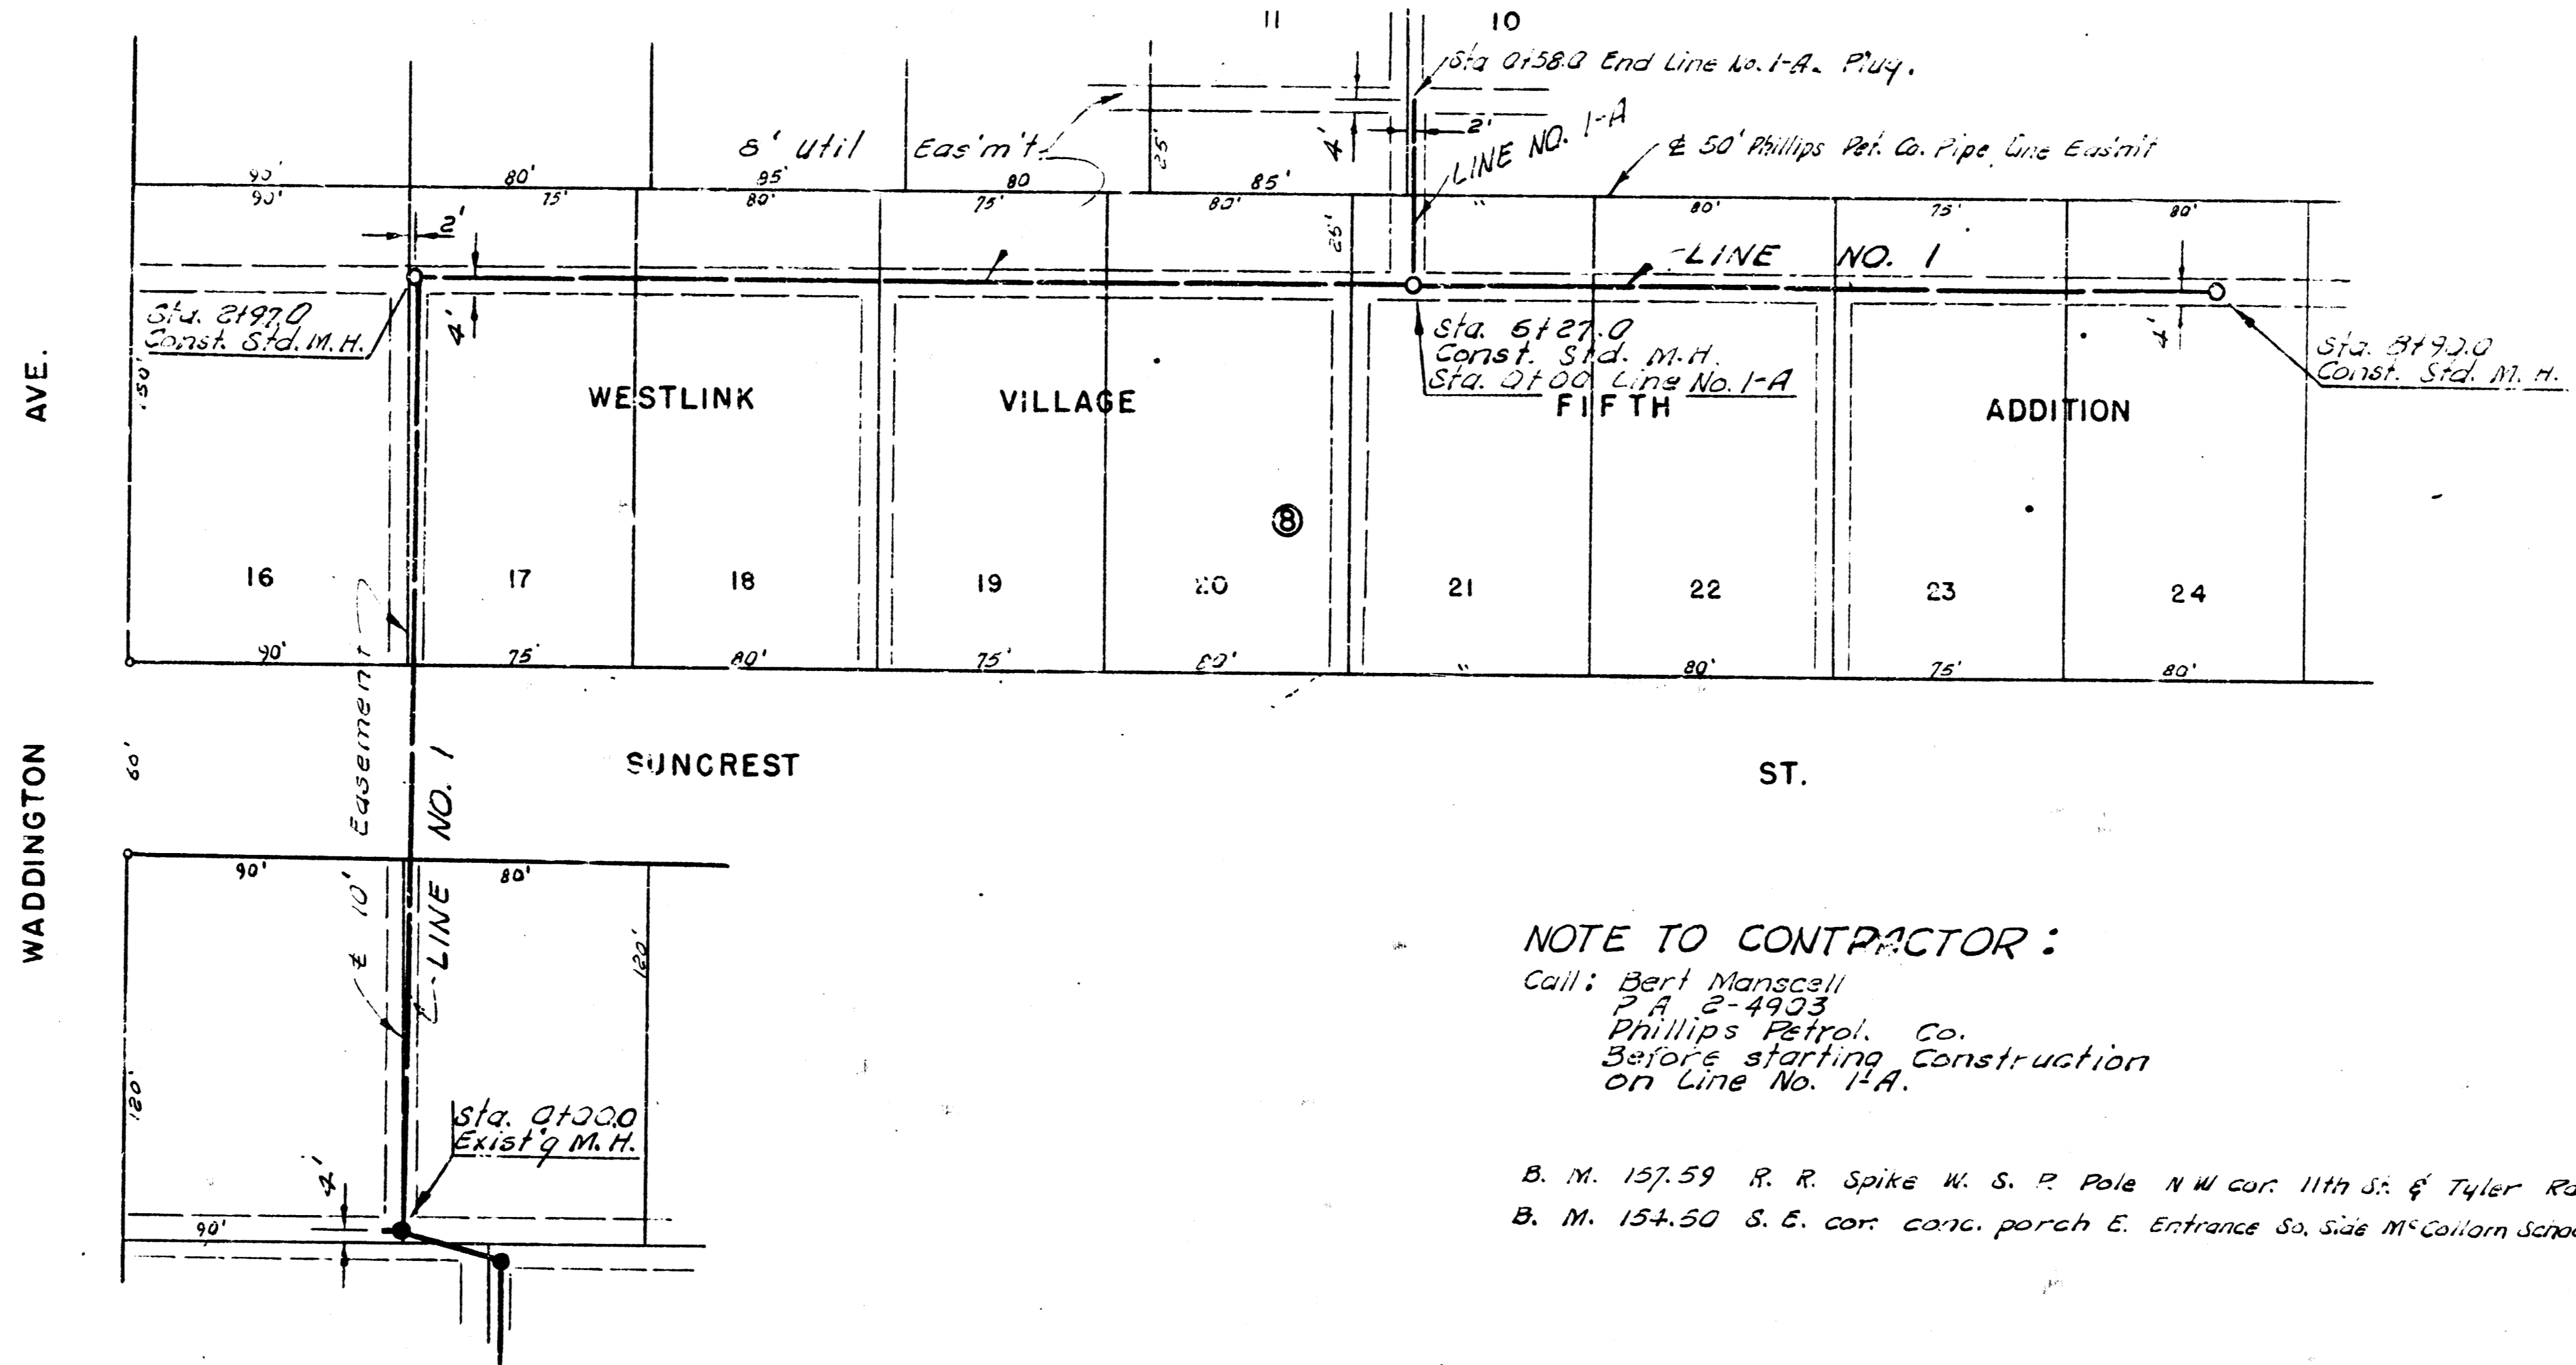 11 10
Sta 0+58.0 End Line No. 1-A. Plug.
2'
4'
LINE NO. 1-A
8' Util Eas'm't.
25'
⅊ 50' Phillips Pet. Co. Pipe Line Eas'm't
90' 80' 85' 80 85'
90' 75' 80' 75' 80' " 80' 75' 80'
2'
25'
LINE NO. 1
4'
4'
Sta. 2+97.0
Const. Std. M.H.
Sta. 6+27.0
Const. Std. M.H.
Sta. 0+00 Line No. 1-A
Sta. 8+90.0
Const. Std. M.H.
AVE.
150'
WESTLINK VILLAGE FIFTH ADDITION
8
16 17 18 19 20 21 22 23 24
90' 75' 80' 75' 80' " 80' 75' 80'
WADDINGTON
60'
SUNCREST ST.
℄ 10' Easement
LINE NO. 1
90' 80'
120'
120'
Sta. 0+00.0
Exist'g M.H.
4'
90'
NOTE TO CONTRACTOR:
Call: Bert Manscell
PA 2-4903
Phillips Petrol. Co.
Before starting Construction
on Line No. 1-A.
B. M. 157.59 R. R. Spike W. S. P. Pole N W cor. 11th St. & Tyler
B. M. 154.50 S. E. cor. conc. porch E. Entrance So. Side McCollom